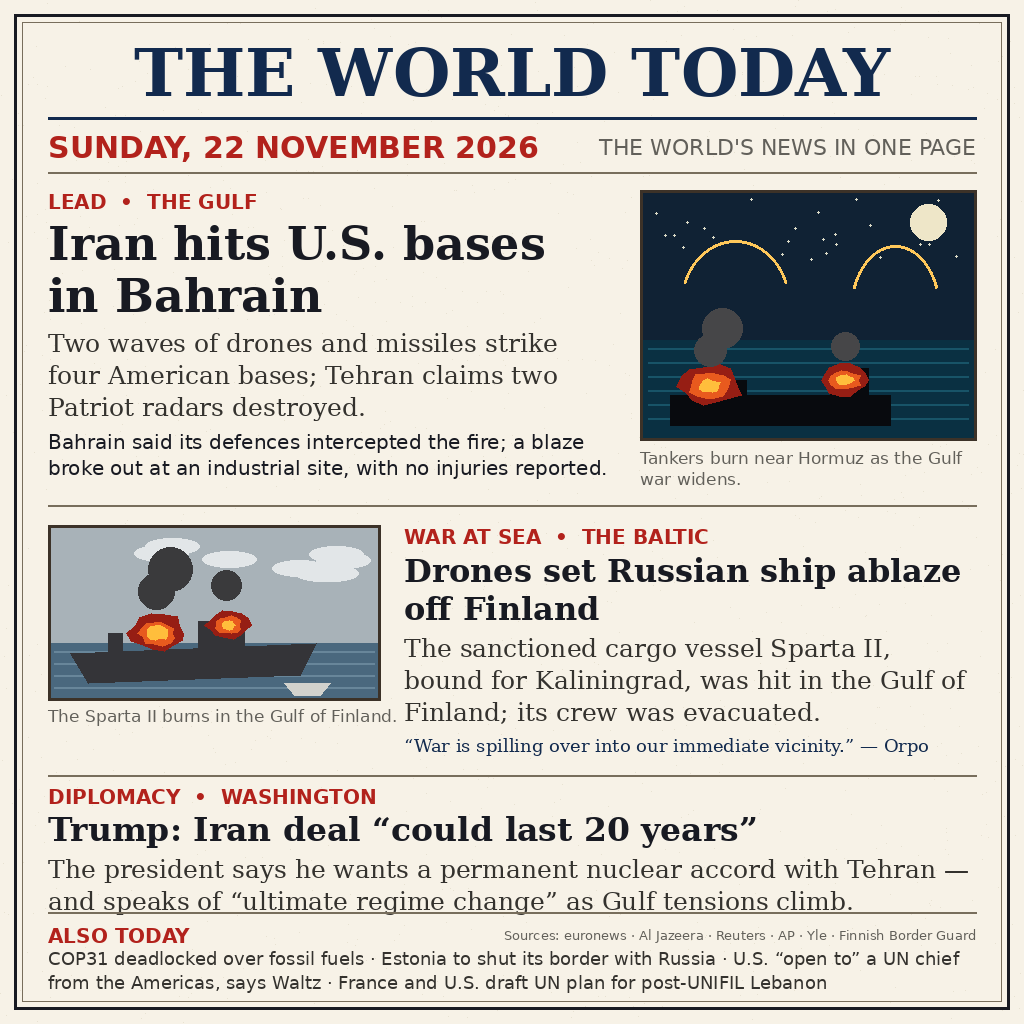 THE WORLD TODAY
SUNDAY, 22 NOVEMBER 2026
THE WORLD'S NEWS IN ONE PAGE
LEAD • THE GULF
Iran hits U.S. bases
in Bahrain
Two waves of drones and missiles strike
four American bases; Tehran claims two
Patriot radars destroyed.
Bahrain said its defences intercepted the fire; a blaze
broke out at an industrial site, with no injuries reported.
Tankers burn near Hormuz as the Gulf
war widens.
The Sparta II burns in the Gulf of Finland.
WAR AT SEA • THE BALTIC
Drones set Russian ship ablaze
off Finland
The sanctioned cargo vessel Sparta II,
bound for Kaliningrad, was hit in the Gulf of
Finland; its crew was evacuated.
“War is spilling over into our immediate vicinity.” — Orpo
DIPLOMACY • WASHINGTON
Trump: Iran deal “could last 20 years”
The president says he wants a permanent nuclear accord with Tehran —
and speaks of “ultimate regime change” as Gulf tensions climb.
ALSO TODAY
Sources: euronews · Al Jazeera · Reuters · AP · Yle · Finnish Border Guard
COP31 deadlocked over fossil fuels · Estonia to shut its border with Russia · U.S. “open to” a UN chief
from the Americas, says Waltz · France and U.S. draft UN plan for post-UNIFIL Lebanon